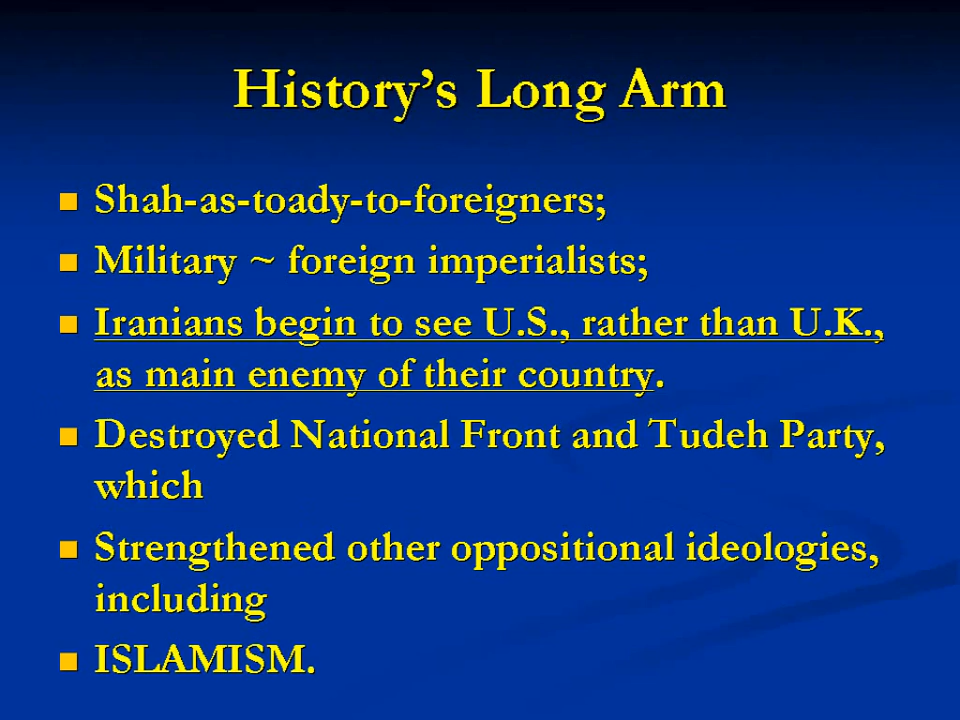 History’s Long Arm
Shah-as-toady-to-foreigners;
Military ~ foreign imperialists;
Iranians begin to see U.S., rather than U.K.,
as main enemy of their country.
Destroyed National Front and Tudeh Party,
which
Strengthened other oppositional ideologies,
including
ISLAMISM.